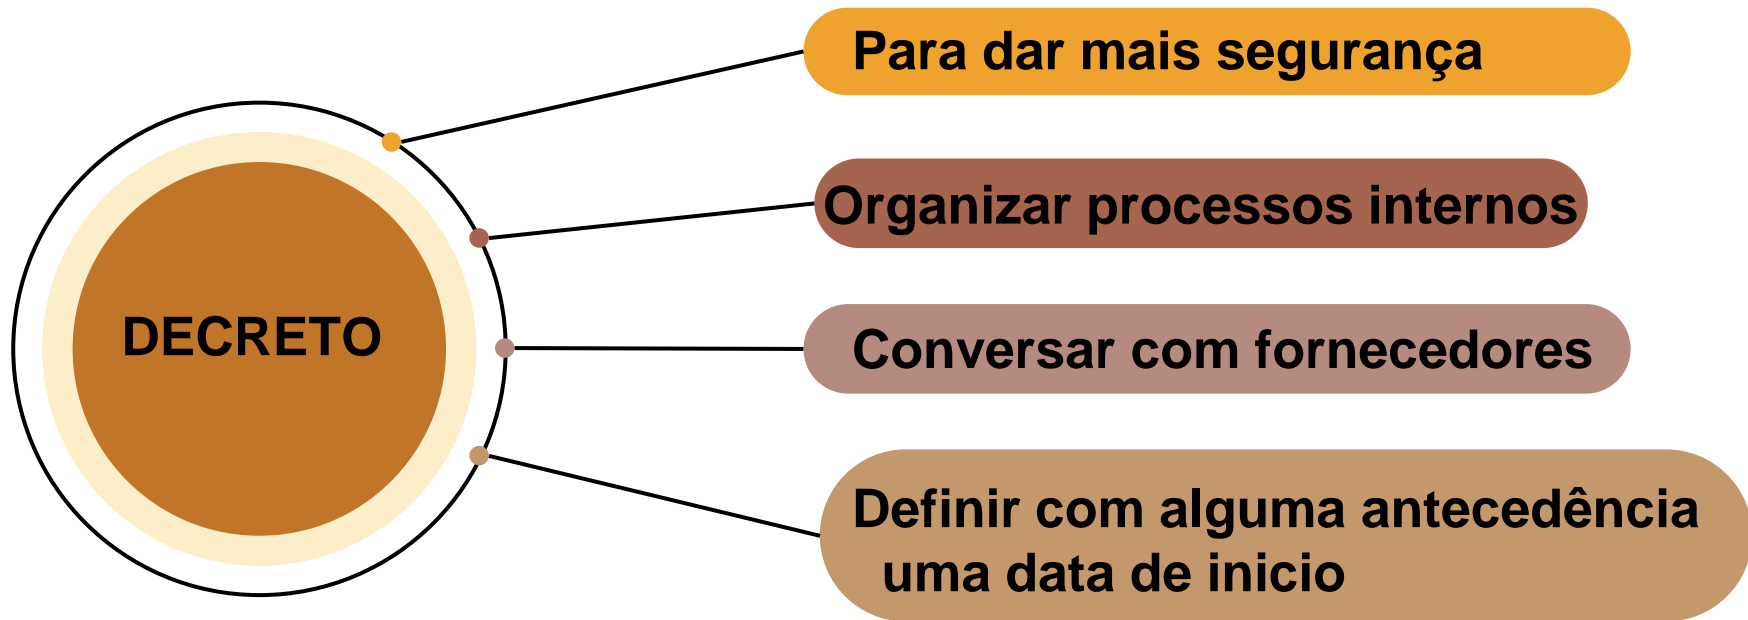 DECRETO
Para dar mais segurança
Organizar processos internos
Conversar com fornecedores
Definir com alguma antecedência
uma data de inicio